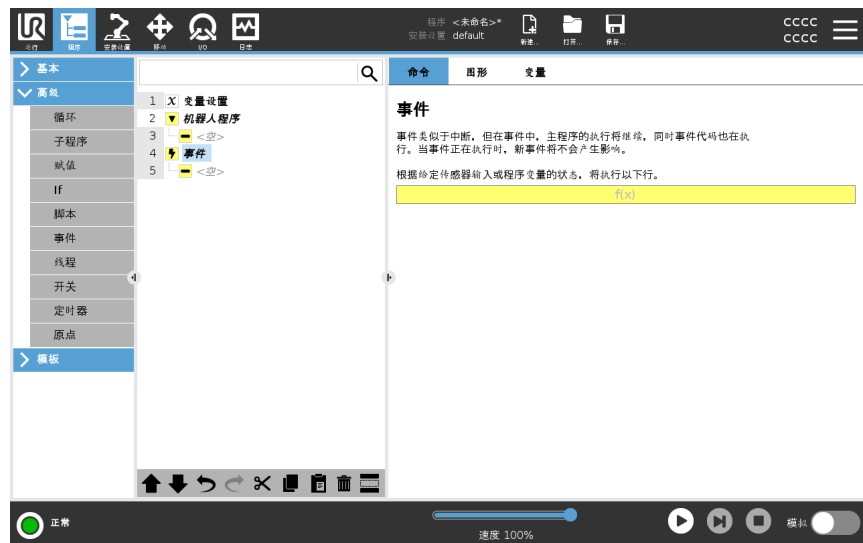 UR
运行
程序
安装设置
移动
I/O
日志
程序 <未命名>*
安装设置 default
新建...
打开...
保存...
CCCC
CCCC
基本
高级
循环
子程序
赋值
If
脚本
事件
线程
开关
定时器
原点
模板
1 X 变量设置
2 机器人程序
3 <空>
4 事件
5 <空>
命令 图形 变量
事件
事件类似于中断，但在事件中，主程序的执行将继续，同时事件代码也在执
行。当事件正在执行时，新事件将不会产生影响。
根据给定传感器输入或程序变量的状态，将执行以下行。
f(x)
正常
速度 100%
模拟